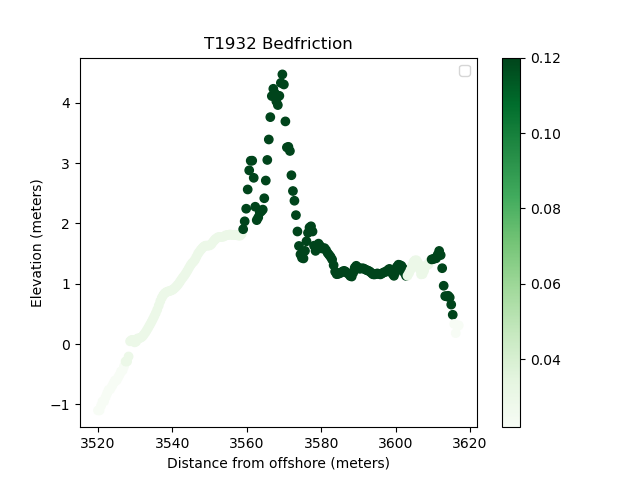 T1932 Bedfriction
Elevation (meters)
4
3
2
1
0
−1
3520 3540 3560 3580 3600 3620
Distance from offshore (meters)
0.12
0.10
0.08
0.06
0.04